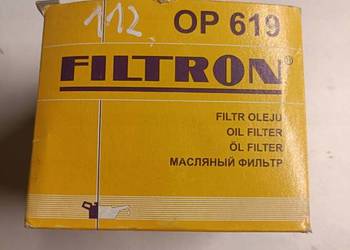 112 OP 619
FILTRON®
FILTR OLEJU
OIL FILTER
ÖL FILTER
МАСЛЯНЫЙ ФИЛЬТР